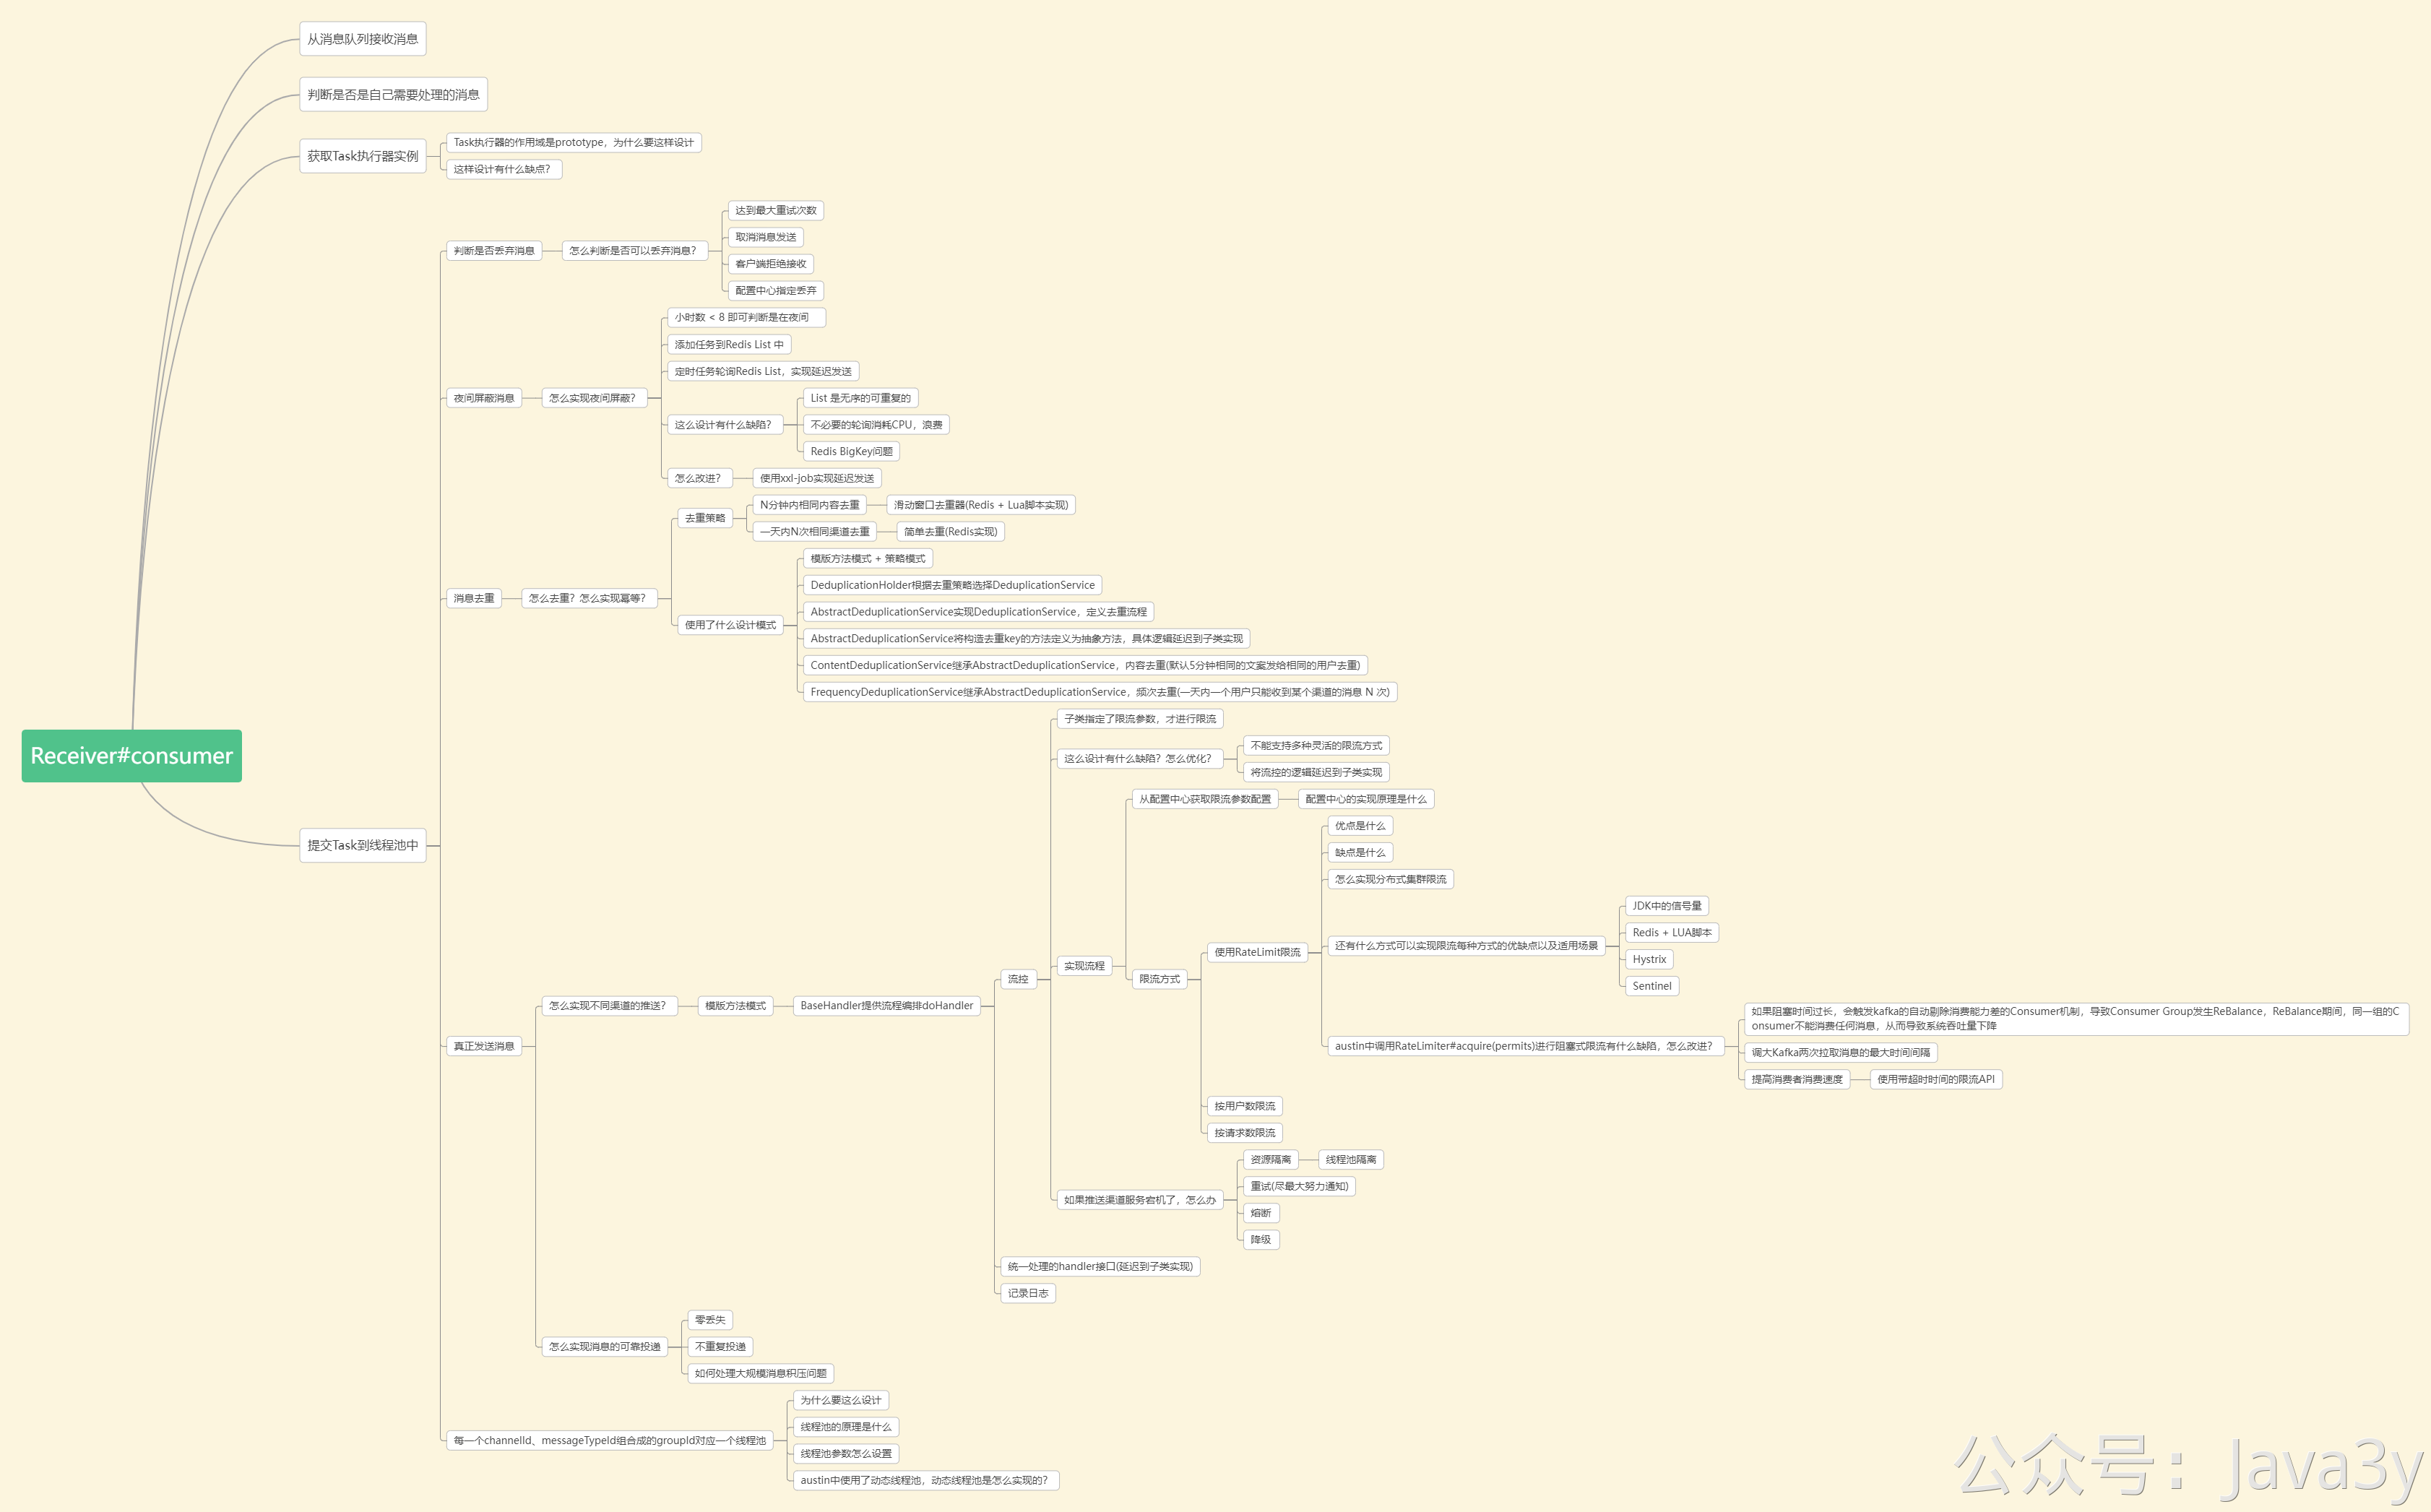 从消息队列接收消息
判断是否是自己需要处理的消息
获取Task执行器实例
Task执行器的作用域是prototype，为什么要这样设计
这样设计有什么缺点？
判断是否丢弃消息
怎么判断是否可以丢弃消息？
达到最大重试次数
取消消息发送
客户端拒绝接收
配置中心指定丢弃
夜间屏蔽消息
怎么实现夜间屏蔽？
小时数 < 8 即可判断是在夜间
添加任务到Redis List 中
定时任务轮询Redis List，实现延迟发送
这么设计有什么缺陷？
List 是无序的可重复的
不必要的轮询消耗CPU，浪费
Redis BigKey问题
怎么改进？
使用xxl-job实现延迟发送
消息去重
怎么去重？怎么实现幂等？
去重策略
N分钟内相同内容去重
滑动窗口去重器(Redis + Lua脚本实现)
一天内N次相同渠道去重
简单去重(Redis实现)
使用了什么设计模式
模版方法模式 + 策略模式
DeduplicationHolder根据去重策略选择DeduplicationService
AbstractDeduplicationService实现DeduplicationService，定义去重流程
AbstractDeduplicationService将构造去重key的方法定义为抽象方法，具体逻辑延迟到子类实现
ContentDeduplicationService继承AbstractDeduplicationService，内容去重(默认5分钟相同的文案发给相同的用户去重)
FrequencyDeduplicationService继承AbstractDeduplicationService，频次去重(一天内一个用户只能收到某个渠道的消息 N 次)
Receiver#consumer
提交Task到线程池中
真正发送消息
怎么实现不同渠道的推送？
模版方法模式
BaseHandler提供流程编排doHandler
流控
子类指定了限流参数，才进行限流
这么设计有什么缺陷？怎么优化？
不能支持多种灵活的限流方式
将流控的逻辑延迟到子类实现
实现流程
从配置中心获取限流参数配置
配置中心的实现原理是什么
限流方式
使用RateLimit限流
优点是什么
缺点是什么
怎么实现分布式集群限流
还有什么方式可以实现限流每种方式的优缺点以及适用场景
JDK中的信号量
Redis + LUA脚本
Hystrix
Sentinel
austin中调用RateLimiter#acquire(permits)进行阻塞式限流有什么缺陷，怎么改进？
如果阻塞时间过长，会触发kafka的自动剔除消费能力差的Consumer机制，导致Consumer Group发生ReBalance，ReBalance期间，同一组的C
onsumer不能消费任何消息，从而导致系统吞吐量下降
调大Kafka两次拉取消息的最大时间间隔
提高消费者消费速度
使用带超时时间的限流API
按用户数限流
按请求数限流
如果推送渠道服务宕机了，怎么办
资源隔离
线程池隔离
重试(尽最大努力通知)
熔断
降级
统一处理的handler接口(延迟到子类实现)
记录日志
怎么实现消息的可靠投递
零丢失
不重复投递
如何处理大规模消息积压问题
每一个channelId、messageTypeId组合成的groupId对应一个线程池
为什么要这么设计
线程池的原理是什么
线程池参数怎么设置
austin中使用了动态线程池，动态线程池是怎么实现的？
公众号：Java3y